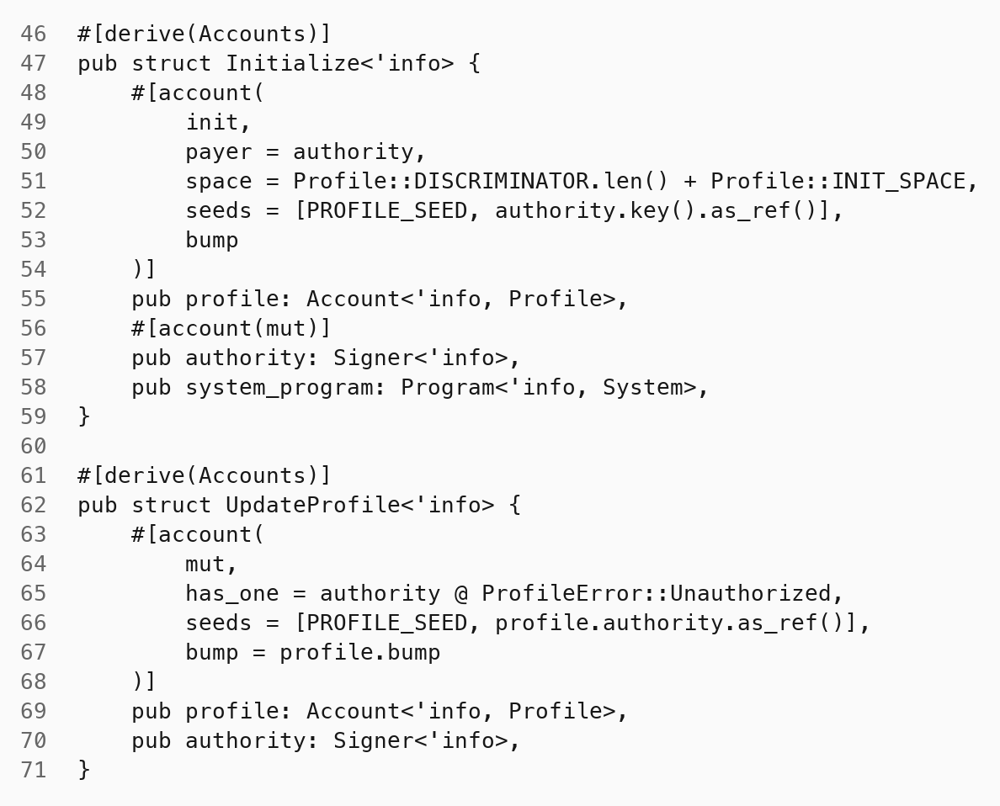 46 #[derive(Accounts)]
47 pub struct Initialize<'info> {
48     #[account(
49         init,
50         payer = authority,
51         space = Profile::DISCRIMINATOR.len() + Profile::INIT_SPACE,
52         seeds = [PROFILE_SEED, authority.key().as_ref()],
53         bump
54     )]
55     pub profile: Account<'info, Profile>,
56     #[account(mut)]
57     pub authority: Signer<'info>,
58     pub system_program: Program<'info, System>,
59 }
60
61 #[derive(Accounts)]
62 pub struct UpdateProfile<'info> {
63     #[account(
64         mut,
65         has_one = authority @ ProfileError::Unauthorized,
66         seeds = [PROFILE_SEED, profile.authority.as_ref()],
67         bump = profile.bump
68     )]
69     pub profile: Account<'info, Profile>,
70     pub authority: Signer<'info>,
71 }